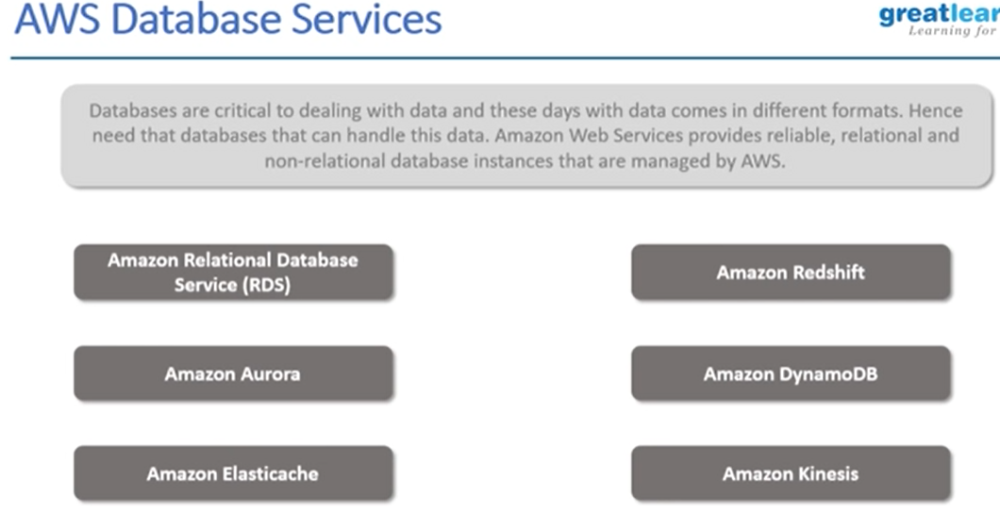 AWS Database Services
greatlear
Learning for
Databases are critical to dealing with data and these days with data comes in different formats. Hence
need that databases that can handle this data. Amazon Web Services provides reliable, relational and
non-relational database instances that are managed by AWS.
Amazon Relational Database
Service (RDS)
Amazon Redshift
Amazon Aurora
Amazon DynamoDB
Amazon Elasticache
Amazon Kinesis